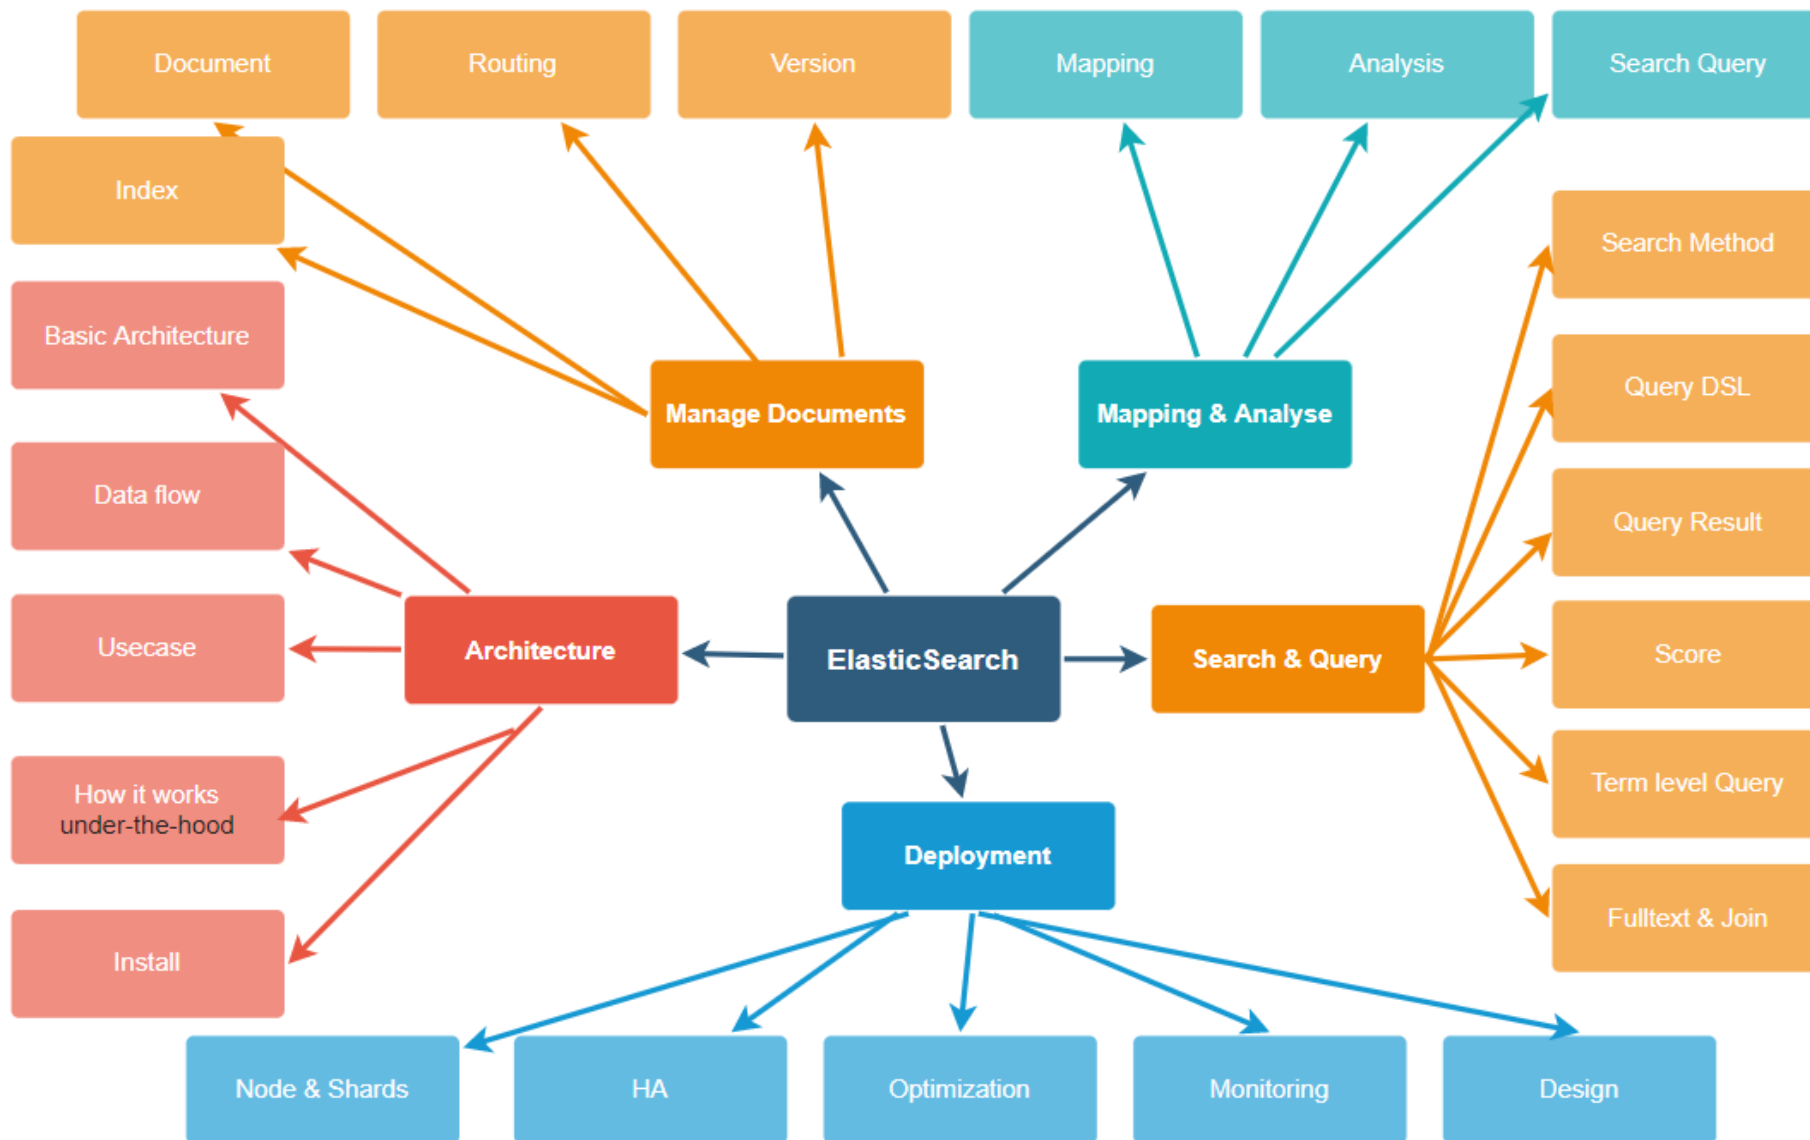 Document
Routing
Version
Mapping
Analysis
Search Query
Index
Search Method
Basic Architecture
Query DSL
Manage Documents
Mapping & Analyse
Data flow
Query Result
Usecase
Architecture
ElasticSearch
Search & Query
Score
How it works
under-the-hood
Term level Query
Deployment
Fulltext & Join
Install
Node & Shards
HA
Optimization
Monitoring
Design